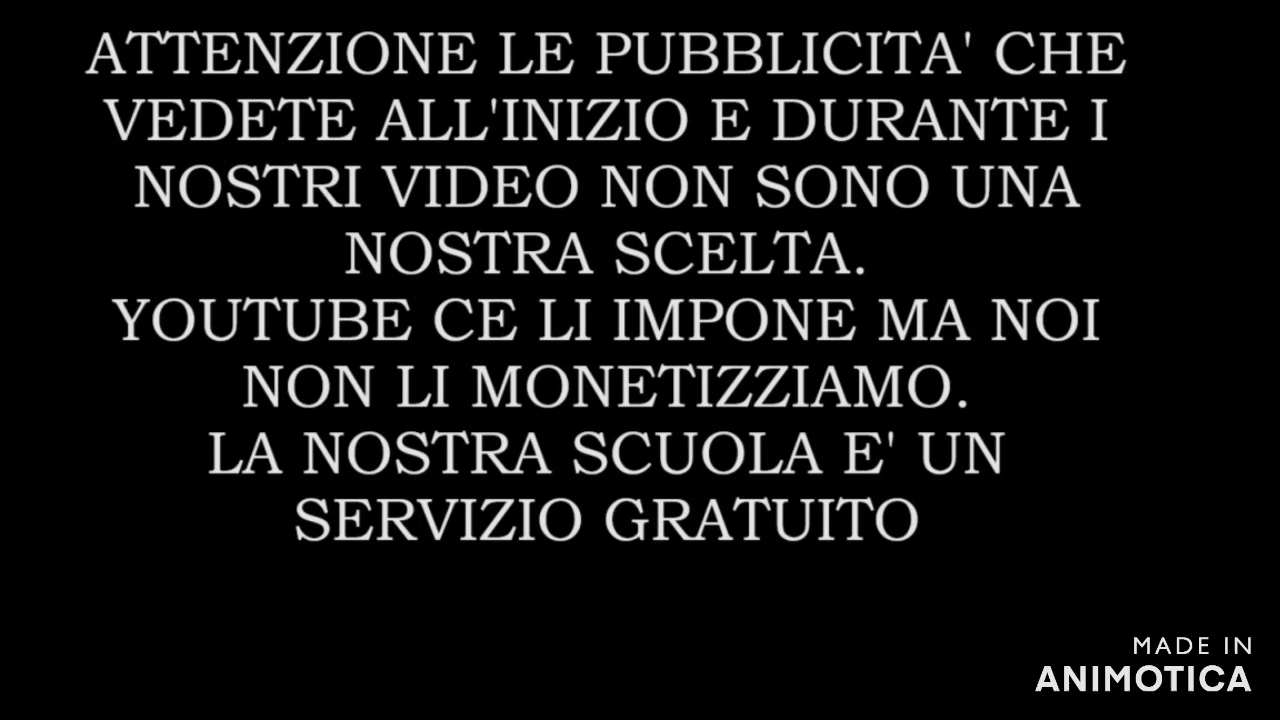 ATTENZIONE LE PUBBLICITA' CHE
VEDETE ALL'INIZIO E DURANTE I
NOSTRI VIDEO NON SONO UNA
NOSTRA SCELTA.
YOUTUBE CE LI IMPONE MA NOI
NON LI MONETIZZIAMO.
LA NOSTRA SCUOLA E' UN
SERVIZIO GRATUITO
MADE IN
ANIMOTICA